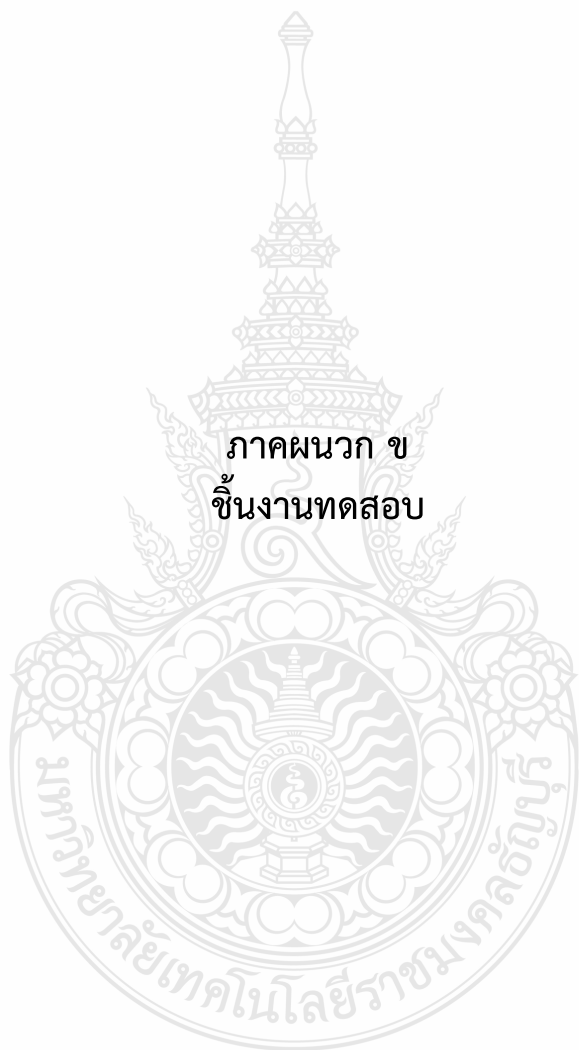 ภาคผนวก ข
ชิ้นงานทดสอบ
มหาวิทยาลัยเทคโนโลยีราชมงคลธัญบุรี